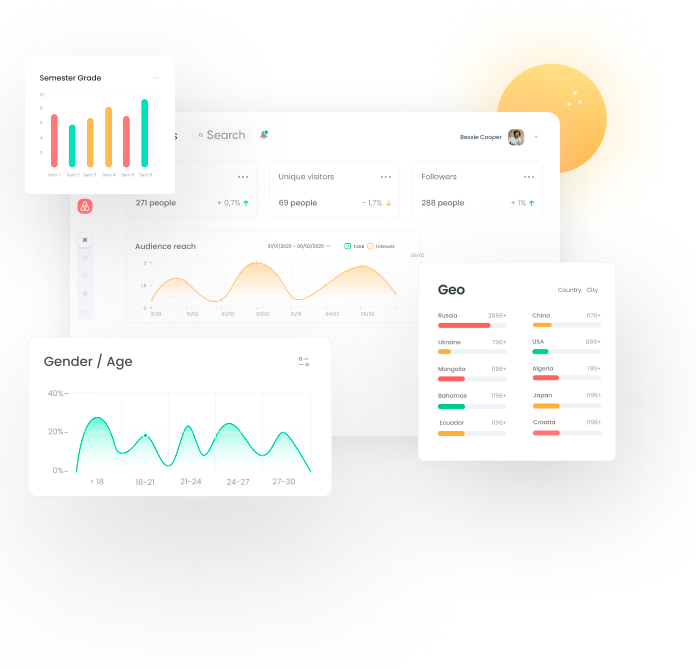 Semester Grade
10
8
6
4
2
Sem 1 Sem 2 Sem 3 Sem 4 Sem 5 Sem 6
s
Search
Bessie Cooper
Unique visitors
Followers
271 people + 0,7%
69 people - 1,7%
288 people + 1%
Audience reach
31/01/2020 - 06/02/2020
Total
Follower
3
1,5
0
31/01 01/02 02/02 03/02 31/01 04/02 05/02
06/02
Geo
Country City
Russia 2896+
China 978+
Ukraine 798+
USA 896+
Mongolia 1198+
Algeria 196+
Bahamas 1196+
Japan 1198+
Ecuador 1196+
Croatia 1196+
Gender / Age
40%-
20%-
0%-
< 18 18-21 21-24 24-27 27-30